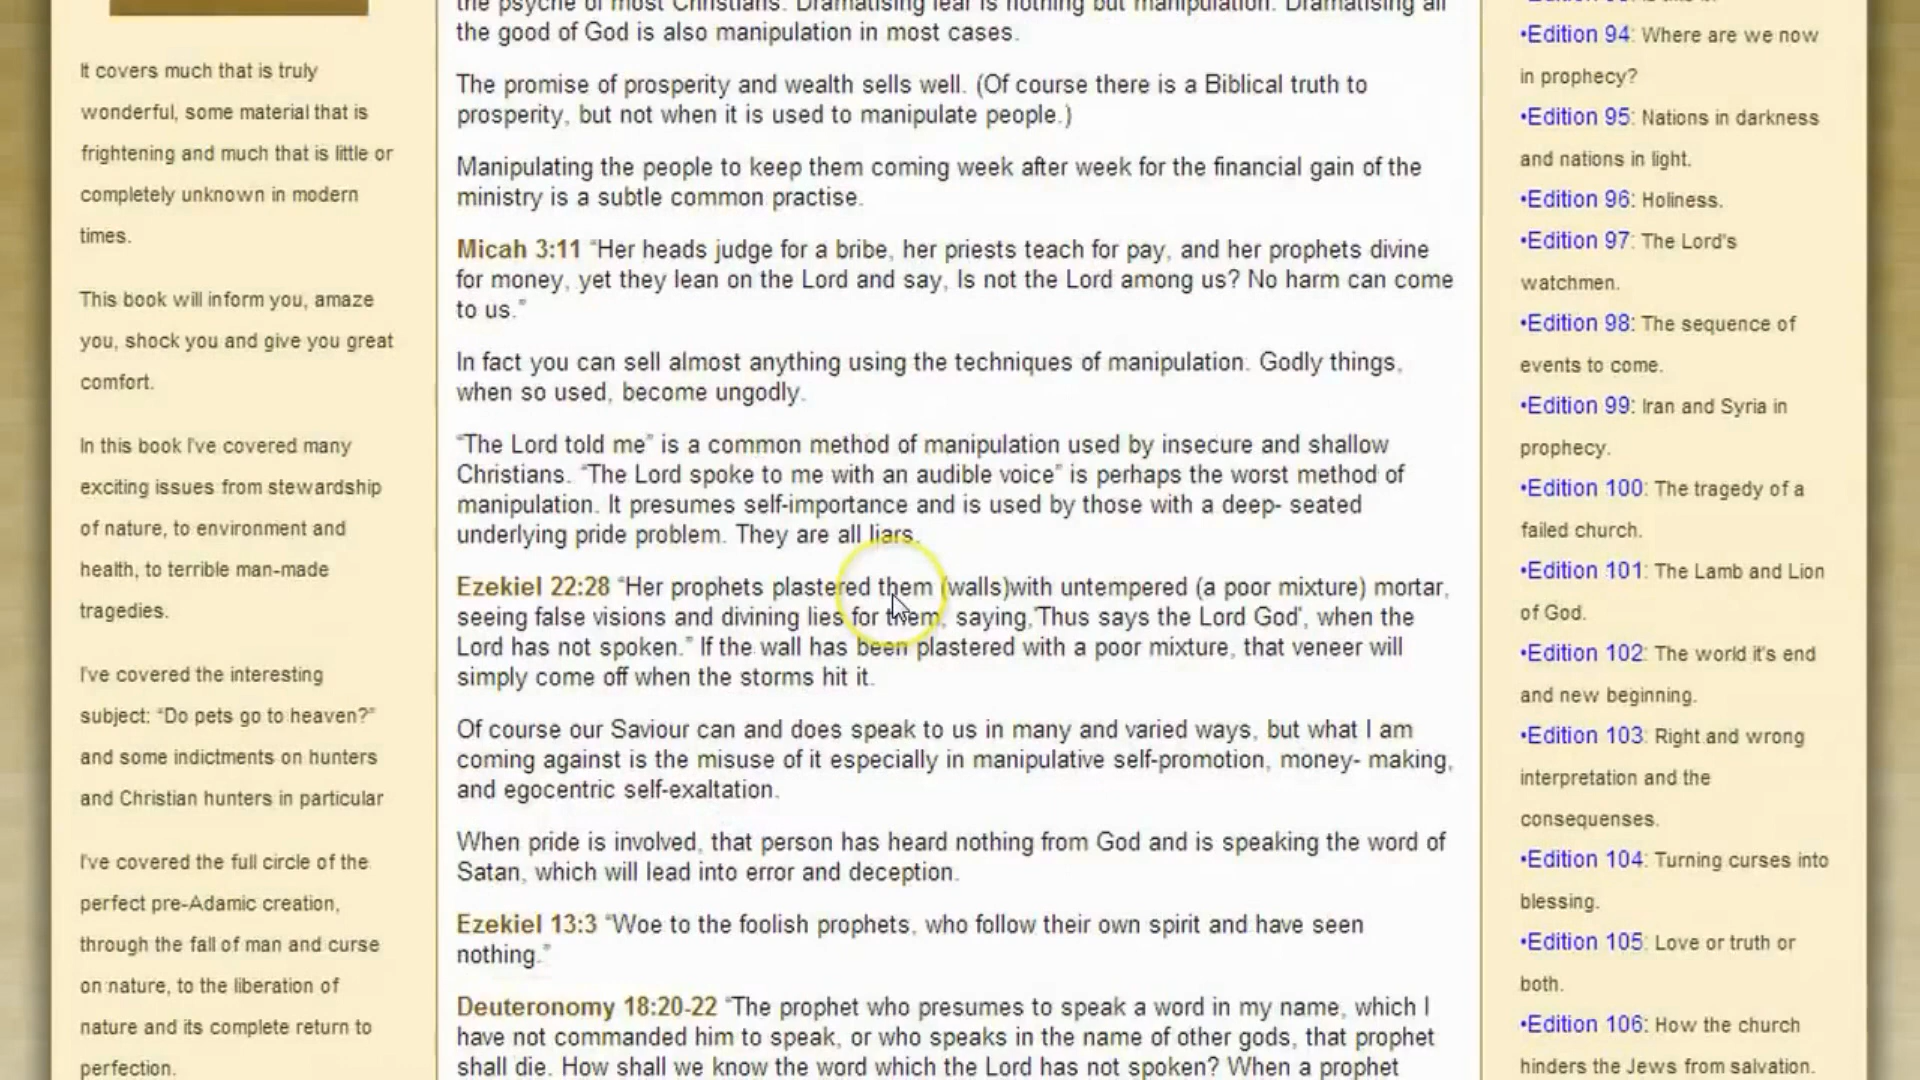 It covers much that is truly
wonderful, some material that is
frightening and much that is little or
completely unknown in modern
times.
This book will inform you, amaze
you, shock you and give you great
comfort.
In this book I've covered many
exciting issues from stewardship
of nature, to environment and
health, to terrible man-made
tragedies.
I've covered the interesting
subject: “Do pets go to heaven?”
and some indictments on hunters
and Christian hunters in particular
I've covered the full circle of the
perfect pre-Adamic creation,
through the fall of man and curse
on nature, to the liberation of
nature and its complete return to
perfection.
the psyche of most Christians. Dramatising fear is nothing but manipulation. Dramatising all
the good of God is also manipulation in most cases.
The promise of prosperity and wealth sells well. (Of course there is a Biblical truth to
prosperity, but not when it is used to manipulate people.)
Manipulating the people to keep them coming week after week for the financial gain of the
ministry is a subtle common practise.
Micah 3:11 “Her heads judge for a bribe, her priests teach for pay, and her prophets divine
for money, yet they lean on the Lord and say, Is not the Lord among us? No harm can come
to us.”
In fact you can sell almost anything using the techniques of manipulation. Godly things,
when so used, become ungodly.
“The Lord told me” is a common method of manipulation used by insecure and shallow
Christians. “The Lord spoke to me with an audible voice” is perhaps the worst method of
manipulation. It presumes self-importance and is used by those with a deep- seated
underlying pride problem. They are all liars.
Ezekiel 22:28 “Her prophets plastered them (walls)with untempered (a poor mixture) mortar,
seeing false visions and divining lies for them, saying,'Thus says the Lord God', when the
Lord has not spoken.” If the wall has been plastered with a poor mixture, that veneer will
simply come off when the storms hit it.
Of course our Saviour can and does speak to us in many and varied ways, but what I am
coming against is the misuse of it especially in manipulative self-promotion, money- making,
and egocentric self-exaltation.
When pride is involved, that person has heard nothing from God and is speaking the word of
Satan, which will lead into error and deception.
Ezekiel 13:3 “Woe to the foolish prophets, who follow their own spirit and have seen
nothing.”
Deuteronomy 18:20-22 “The prophet who presumes to speak a word in my name, which I
have not commanded him to speak, or who speaks in the name of other gods, that prophet
shall die. How shall we know the word which the Lord has not spoken? When a prophet
•Edition 94: Where are we now
in prophecy?
•Edition 95: Nations in darkness
and nations in light.
•Edition 96: Holiness.
•Edition 97: The Lord's
watchmen.
•Edition 98: The sequence of
events to come.
•Edition 99: Iran and Syria in
prophecy.
•Edition 100: The tragedy of a
failed church.
•Edition 101: The Lamb and Lion
of God.
•Edition 102: The world it's end
and new beginning.
•Edition 103: Right and wrong
interpretation and the
consequenses.
•Edition 104: Turning curses into
blessing.
•Edition 105: Love or truth or
both.
•Edition 106: How the church
hinders the Jews from salvation.